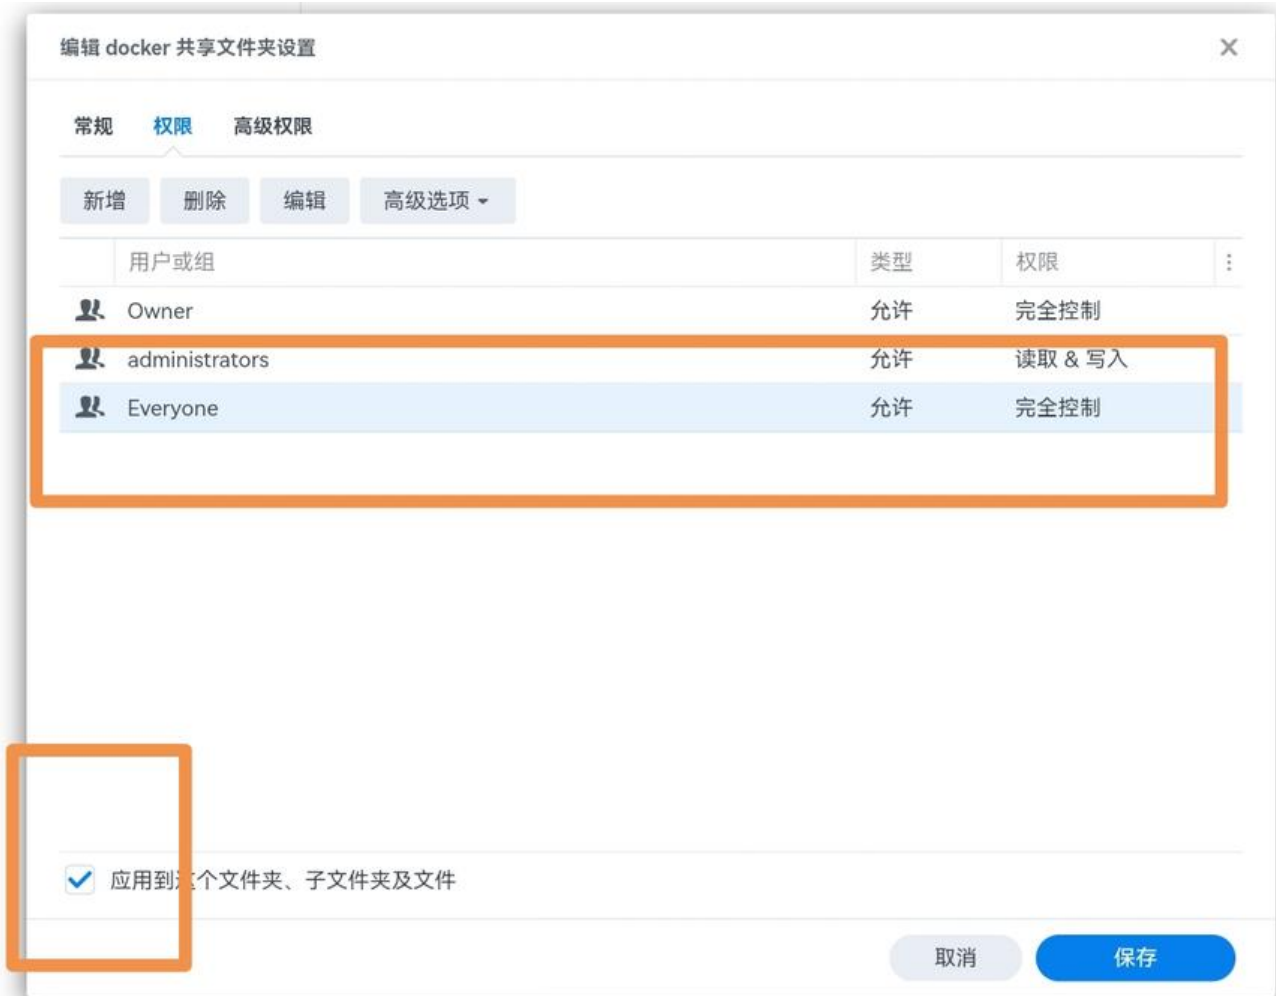 编辑 docker 共享文件夹设置
常规 权限 高级权限
新增 删除 编辑 高级选项
用户或组 类型 权限
Owner 允许 完全控制
administrators 允许 读取 & 写入
Everyone 允许 完全控制
应用到这个文件夹、子文件夹及文件
取消 保存